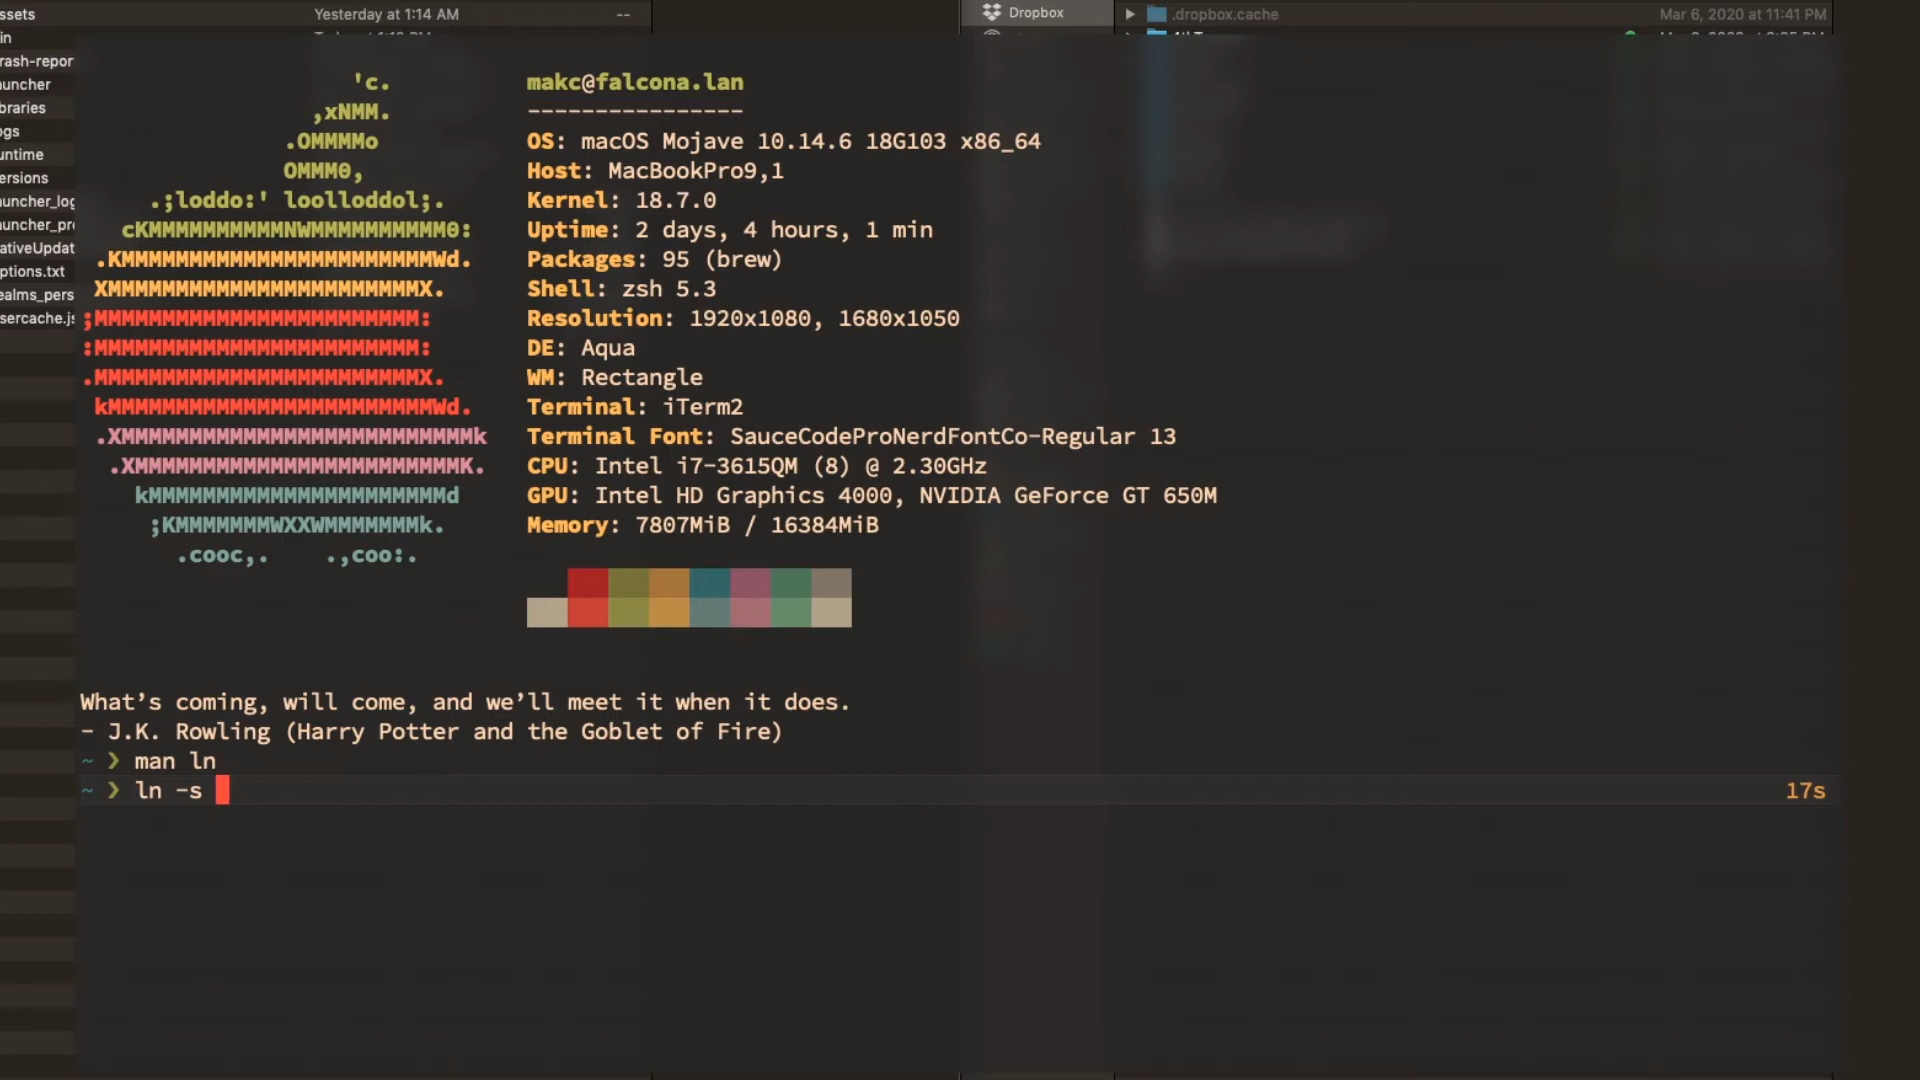 ssets Yesterday at 1:14 AM --
Dropbox
.dropbox.cache Mar 6, 2020 at 11:41 PM
in
rash-repor
auncher
braries
ogs
untime
ersions
auncher_log
auncher_pro
ativeUpdat
ptions.txt
ealms_pers
sercache.js
'c.
,xNMM.
.OMMMMo
OMMM0,
.;loddo:' loolloddol;.
cKMMMMMMMMMMNWMMMMMMMMMM0:
.KMMMMMMMMMMMMMMMMMMMMMMMWd.
XMMMMMMMMMMMMMMMMMMMMMMMX.
;MMMMMMMMMMMMMMMMMMMMMMMM:
:MMMMMMMMMMMMMMMMMMMMMMMM:
.MMMMMMMMMMMMMMMMMMMMMMMMX.
kMMMMMMMMMMMMMMMMMMMMMMMMWd.
.XMMMMMMMMMMMMMMMMMMMMMMMMMMk
.XMMMMMMMMMMMMMMMMMMMMMMMMK.
kMMMMMMMMMMMMMMMMMMMMMMd
;KMMMMMMMWXXWMMMMMMMk.
.cooc,. .,coo:.
makc@falcona.lan
----------------
OS: macOS Mojave 10.14.6 18G103 x86_64
Host: MacBookPro9,1
Kernel: 18.7.0
Uptime: 2 days, 4 hours, 1 min
Packages: 95 (brew)
Shell: zsh 5.3
Resolution: 1920x1080, 1680x1050
DE: Aqua
WM: Rectangle
Terminal: iTerm2
Terminal Font: SauceCodeProNerdFontCo-Regular 13
CPU: Intel i7-3615QM (8) @ 2.30GHz
GPU: Intel HD Graphics 4000, NVIDIA GeForce GT 650M
Memory: 7807MiB / 16384MiB
What’s coming, will come, and we’ll meet it when it does.
- J.K. Rowling (Harry Potter and the Goblet of Fire)
~ ❯ man ln
~ ❯ ln -s 17s